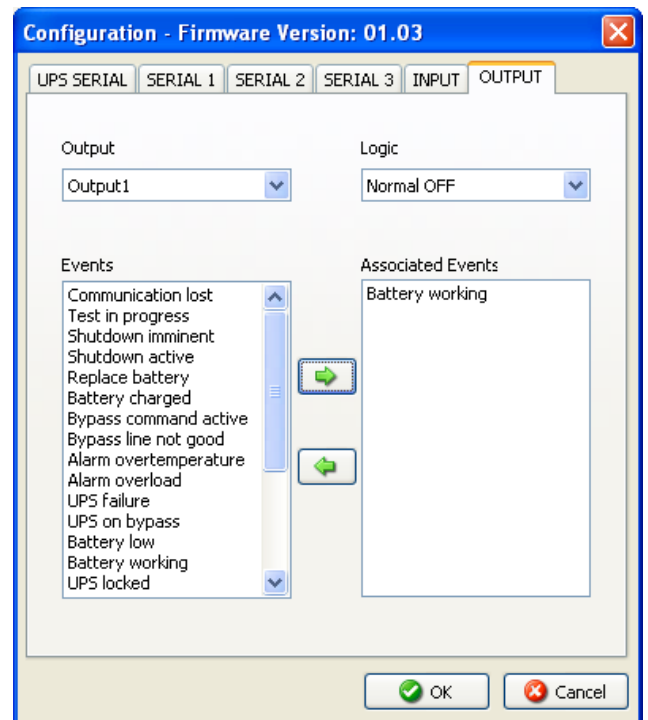 Configuration - Firmware Version: 01.03
UPS SERIAL SERIAL 1 SERIAL 2 SERIAL 3 INPUT OUTPUT
Output Logic
Output1 Normal OFF
Events Associated Events
Communication lost Battery working
Test in progress
Shutdown imminent
Shutdown active
Replace battery
Battery charged
Bypass command active
Bypass line not good
Alarm overtemperature
Alarm overload
UPS failure
UPS on bypass
Battery low
Battery working
UPS locked
OK Cancel